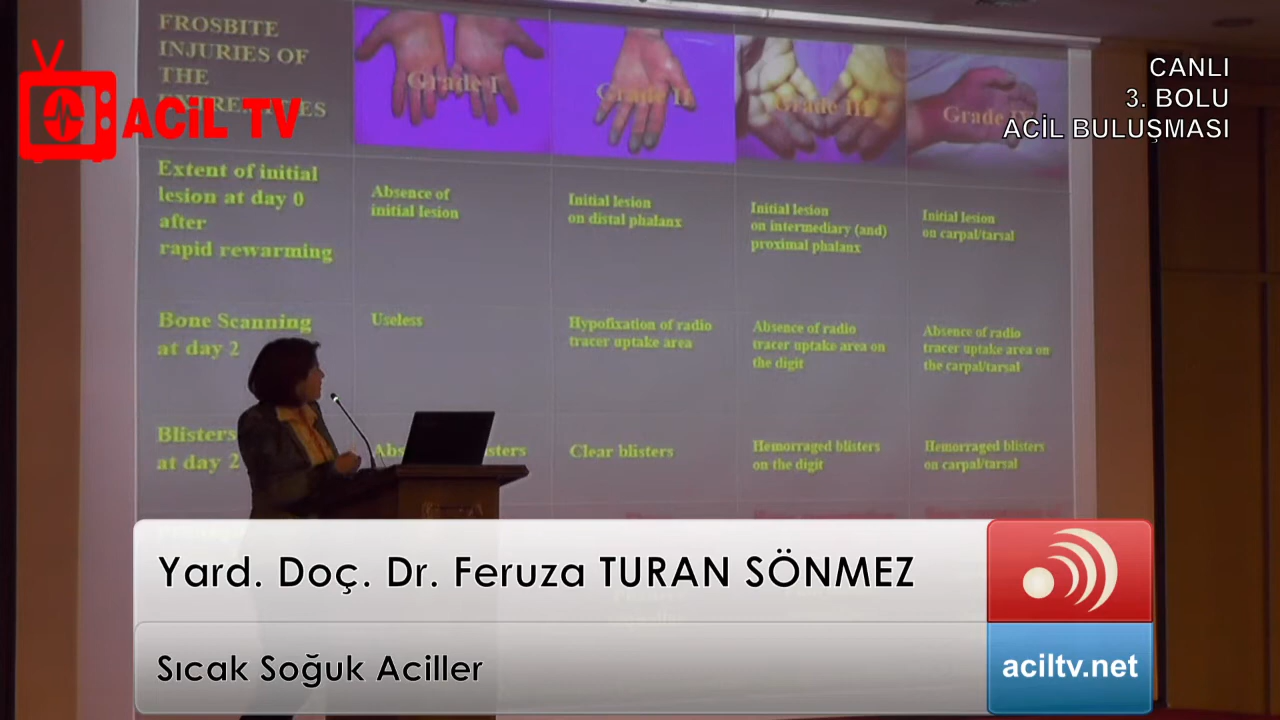 FROSBITE
INJURIES OF
THE
EXTREMITIES
Grade I
Grade II
Grade III
Grade
ACİL TV
CANLI
3. BOLU
ACİL BULUŞMASI
Extent of initial
lesion at day 0
after
rapid rewarming
Absence of
initial lesion
Initial lesion
on distal phalanx
Initial lesion
on intermediary (and)
proximal phalanx
Initial lesion
on carpal/tarsal
Bone Scanning
at day 2
Useless
Hypofixation of radio
tracer uptake area
Absence of radio
tracer uptake area on
the digit
Absence of radio
tracer uptake area on
the carpal/tarsal
Blisters
at day 2
Clear blisters
Hemorraged blisters
on the digit
Hemorraged blisters
on carpal/tarsal
Yard. Doç. Dr. Feruza TURAN SÖNMEZ
Sıcak Soğuk Aciller
aciltv.net